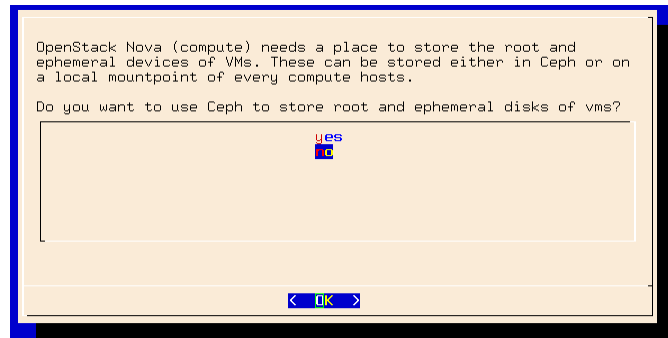 OpenStack Nova (compute) needs a place to store the root and
ephemeral devices of VMs. These can be stored either in Ceph or on
a local mountpoint of every compute hosts.
Do you want to use Ceph to store root and ephemeral disks of vms?
yes
no
< OK >